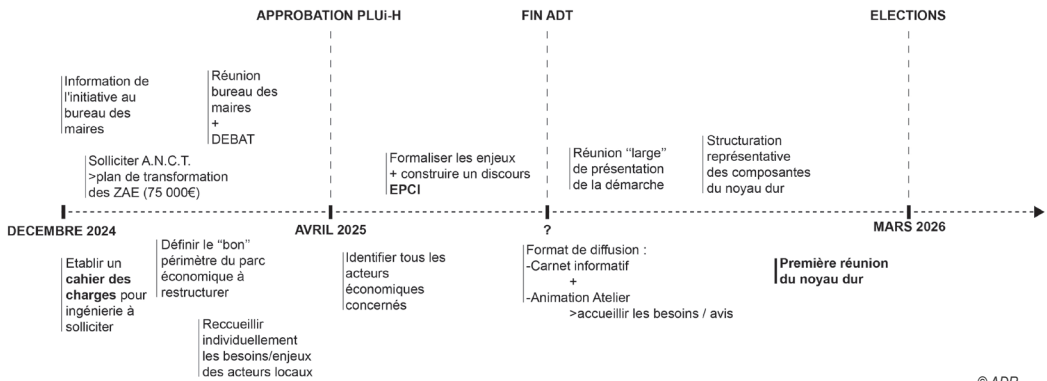 APPROBATION PLUi-H
FIN ADT
ELECTIONS
Information de
l'initiative au
bureau des
maires
Réunion
bureau des
maires
+
DEBAT
Solliciter A.N.C.T.
>plan de transformation
des ZAE (75 000€)
Formaliser les enjeux
+ construire un discours
EPCI
Réunion "large"
de présentation
de la démarche
Structuration
représentative
des composantes
du noyau dur
DECEMBRE 2024
AVRIL 2025
?
MARS 2026
Etablir un
cahier des
charges pour
ingénierie à
solliciter
Définir le "bon"
périmètre du parc
économique à
restructurer
Reccueillir
individuellement
les besoins/enjeux
des acteurs locaux
Identifier tous les
acteurs
économiques
concernés
Format de diffusion :
-Carnet informatif
+
-Animation Atelier
>accueillir les besoins / avis
Première réunion
du noyau dur